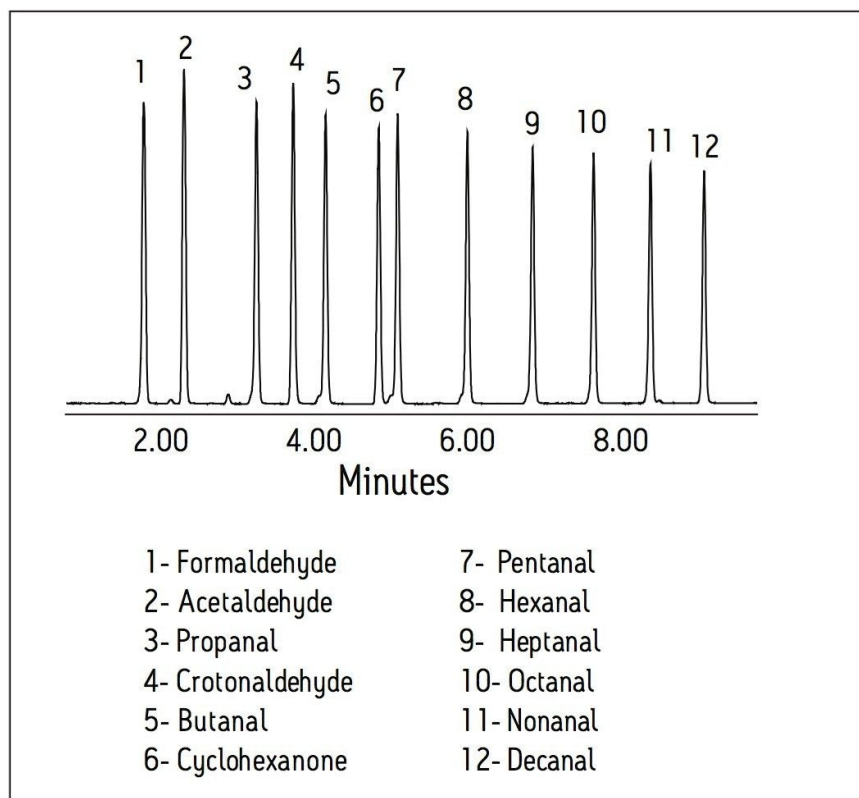 1 2 3 4 5 6 7 8 9 10 11 12
2.00 4.00 6.00 8.00
Minutes
1- Formaldehyde
2- Acetaldehyde
3- Propanal
4- Crotonaldehyde
5- Butanal
6- Cyclohexanone
7- Pentanal
8- Hexanal
9- Heptanal
10- Octanal
11- Nonanal
12- Decanal